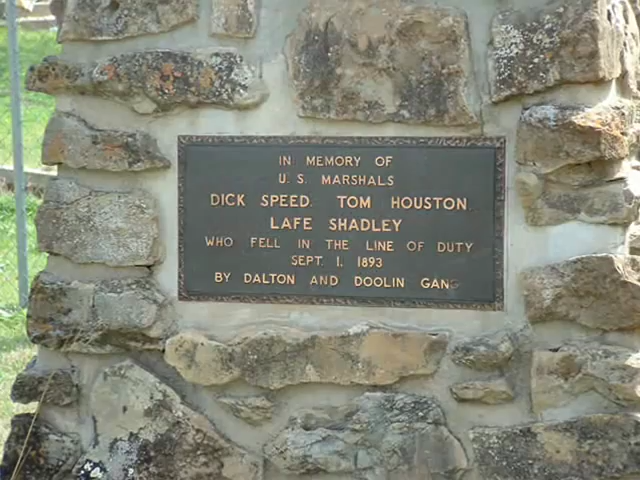 IN MEMORY OF
U.S. MARSHALS
DICK SPEED. TOM HOUSTON
LAFE SHADLEY
WHO FELL IN THE LINE OF DUTY
SEPT. 1. 1893
BY DALTON AND DOOLIN GANG